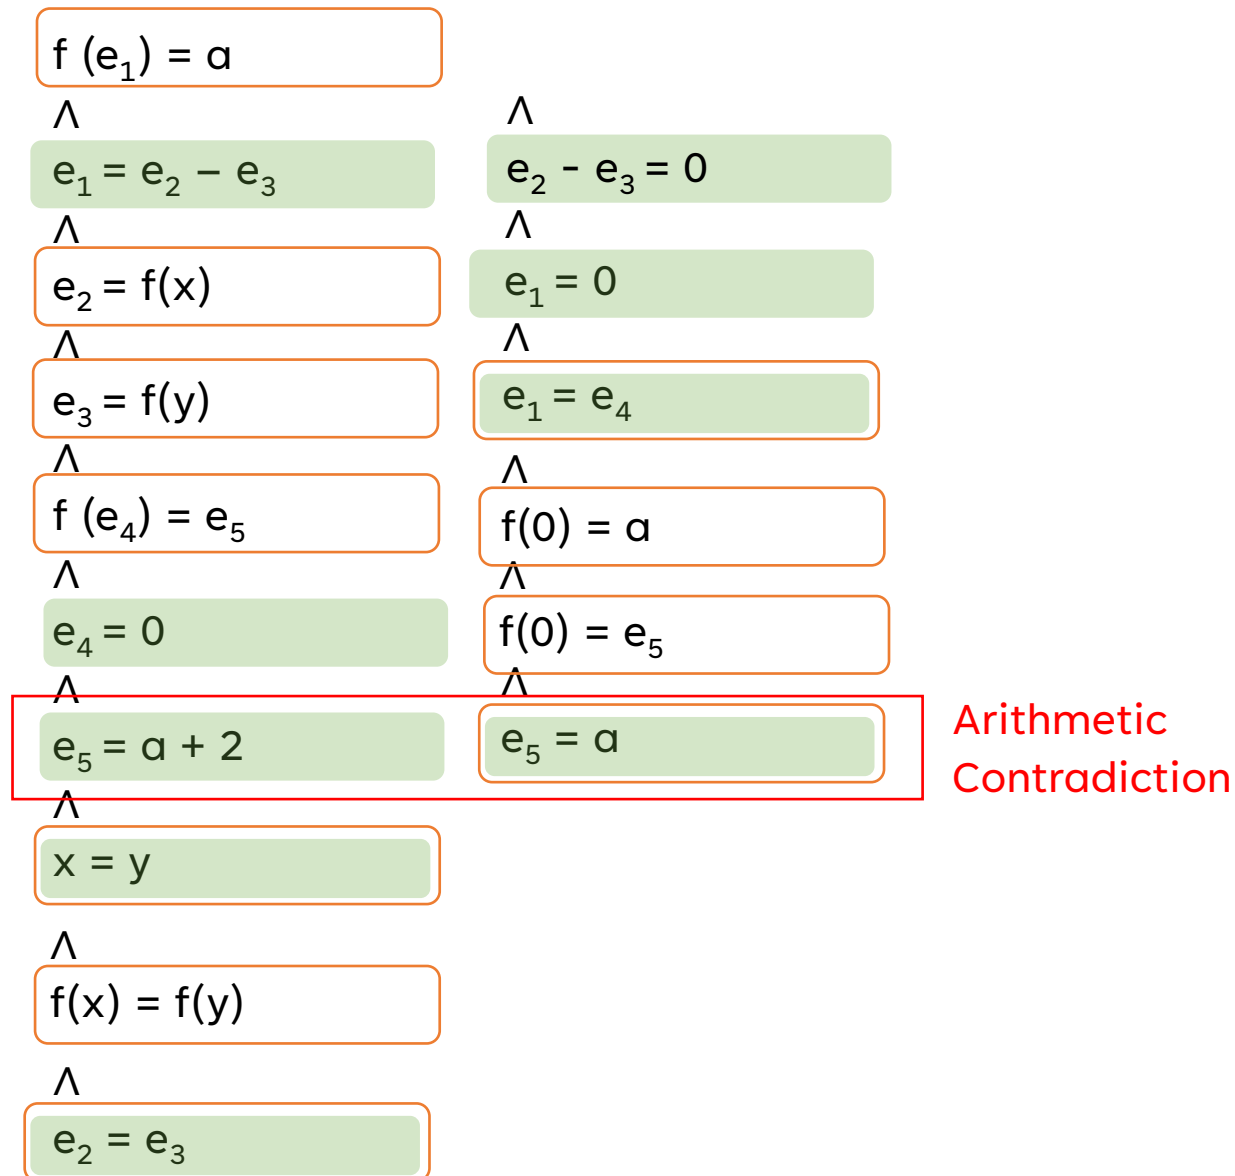 f (e₁) = a
∧
e₁ = e₂ – e₃
∧
e₂ = f(x)
∧
e₃ = f(y)
∧
f (e₄) = e₅
∧
e₄ = 0
∧
e₅ = a + 2
∧
x = y
∧
f(x) = f(y)
∧
e₂ = e₃
∧
e₂ - e₃ = 0
∧
e₁ = 0
∧
e₁ = e₄
∧
f(0) = a
∧
f(0) = e₅
∧
e₅ = a
Arithmetic
Contradiction